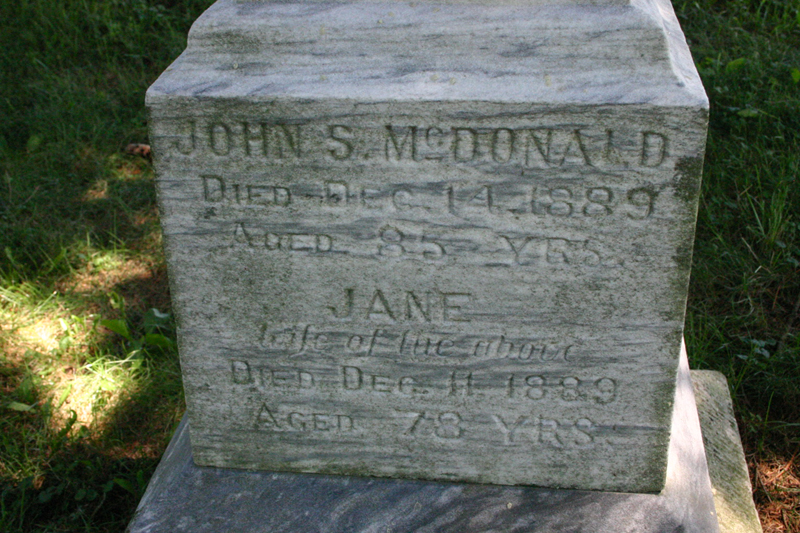 JOHN S. McDONALD
DIED DEC. 14, 1889
AGED 85 YRS.
JANE
wife of the above
DIED DEC. 11, 1889
AGED 78 YRS.